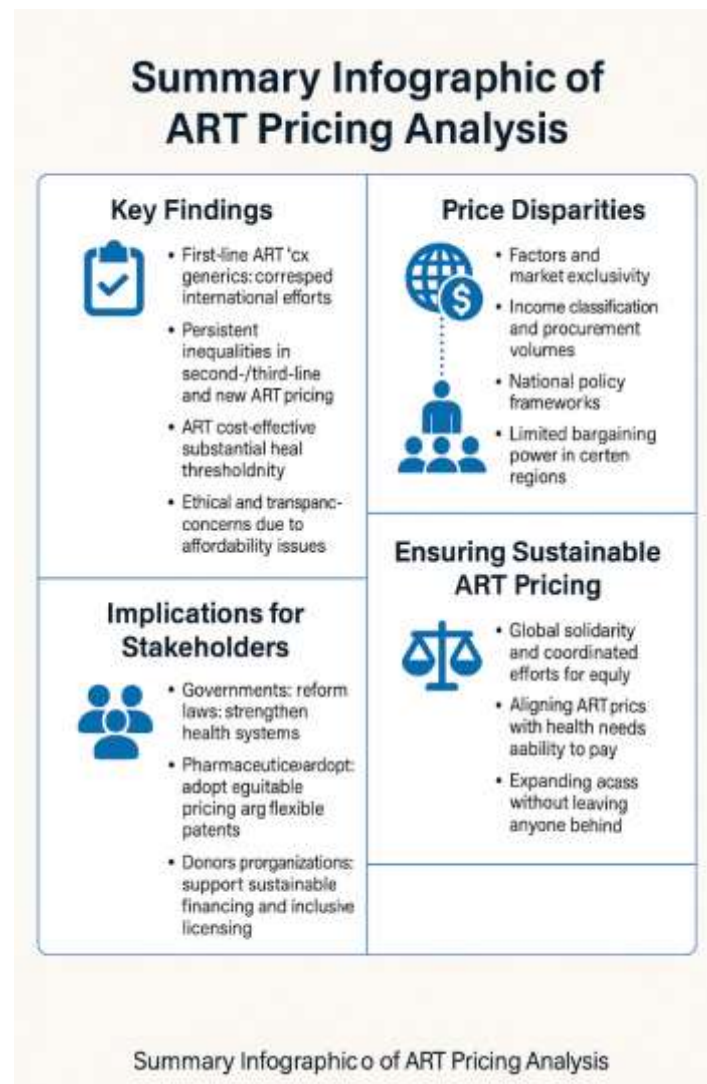 Summary Infographic of
ART Pricing Analysis
Key Findings
• First-line ART 'cx
generics: corresped
international efforts
• Persistent
inequalities in
second-/third-line
and new ART pricing
• ART cost-effective
substantial heal
thresholdnity
• Ethical and transpanc-
concerns due to
affordability issues
Price Disparities
• Factors and
market exclusivity
• Income classification
and procurement
volumes
• National policy
frameworks
• Limited bargaining
power in certen
regions
Implications for
Stakeholders
• Governments: reform
laws: strengthen
health systems
• Pharmaceuticeardopt:
adopt eguitable
pricing arg flexible
patents
• Donors prorganizations:
support sustainable
financing and inclusive
licensing
Ensuring Sustainable
ART Pricing
• Global solidarity
and coordinated
efforts for equly
• Aligning ART prics
with health needs
aability to pay
• Expanding acass
without leaving
anyone behind
Summary Infographic o of ART Pricing Analysis